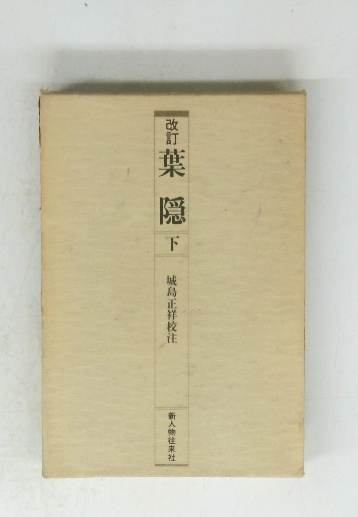 改訂
葉隠
下
城島正祥校注
新人物往来社